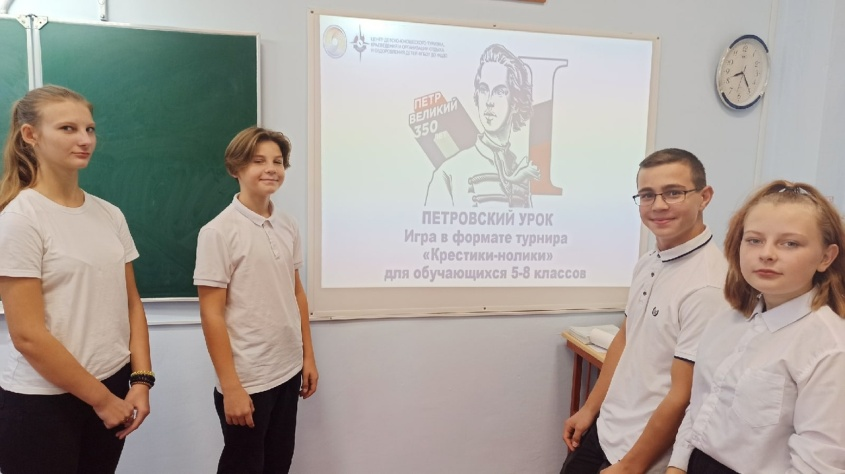 ПЕТР
ВЕЛИКИЙ
350
I
ПЕТРОВСКИЙ УРОК
Игра в формате турнира
«Крестики-нолики»
для обучающихся 5-8 классов